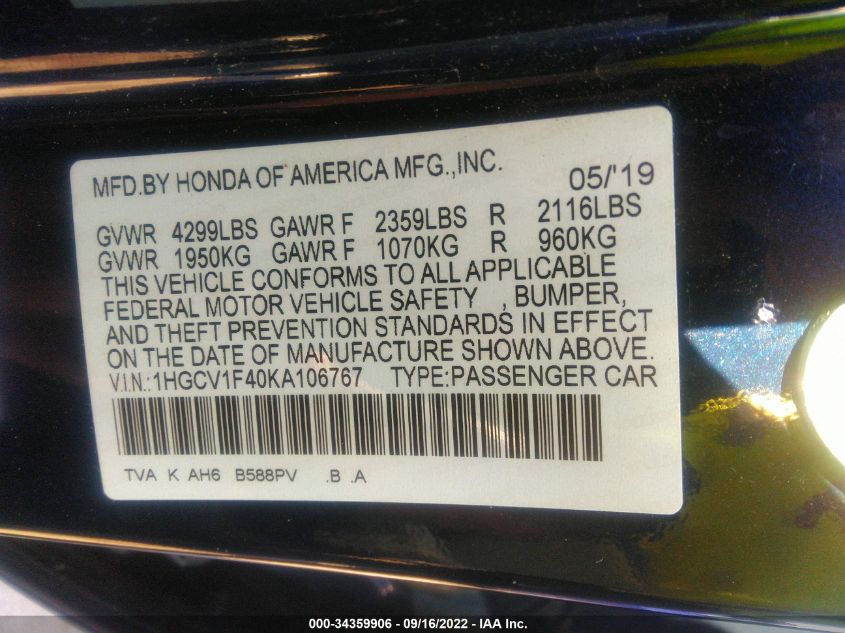 MFD.BY HONDA OF AMERICA MFG.,INC. 05/'19
GVWR 4299LBS GAWR F 2359LBS R 2116LBS
GVWR 1950KG GAWR F 1070KG R 960KG
THIS VEHICLE CONFORMS TO ALL APPLICABLE
FEDERAL MOTOR VEHICLE SAFETY , BUMPER,
AND THEFT PREVENTION STANDARDS IN EFFECT
ON THE DATE OF MANUFACTURE SHOWN ABOVE.
V.I.N.:1HGCV1F40KA106767 TYPE:PASSENGER CAR
TVA K AH6 B588PV .B .A
000-34359906 - 09/16/2022 - IAA Inc.